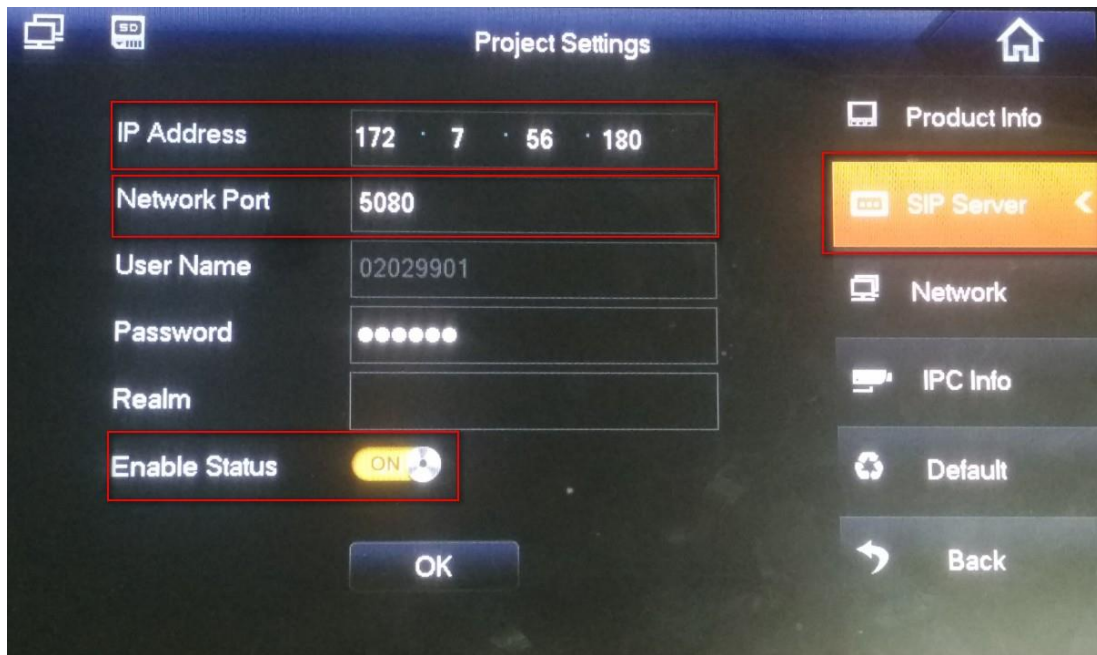 SD
Project Settings
IP Address
172 . 7 . 56 . 180
Network Port
5080
User Name
02029901
Password
●●●●●●
Realm
Enable Status
ON
OK
Product Info
SIP Server
Network
IPC Info
Default
Back